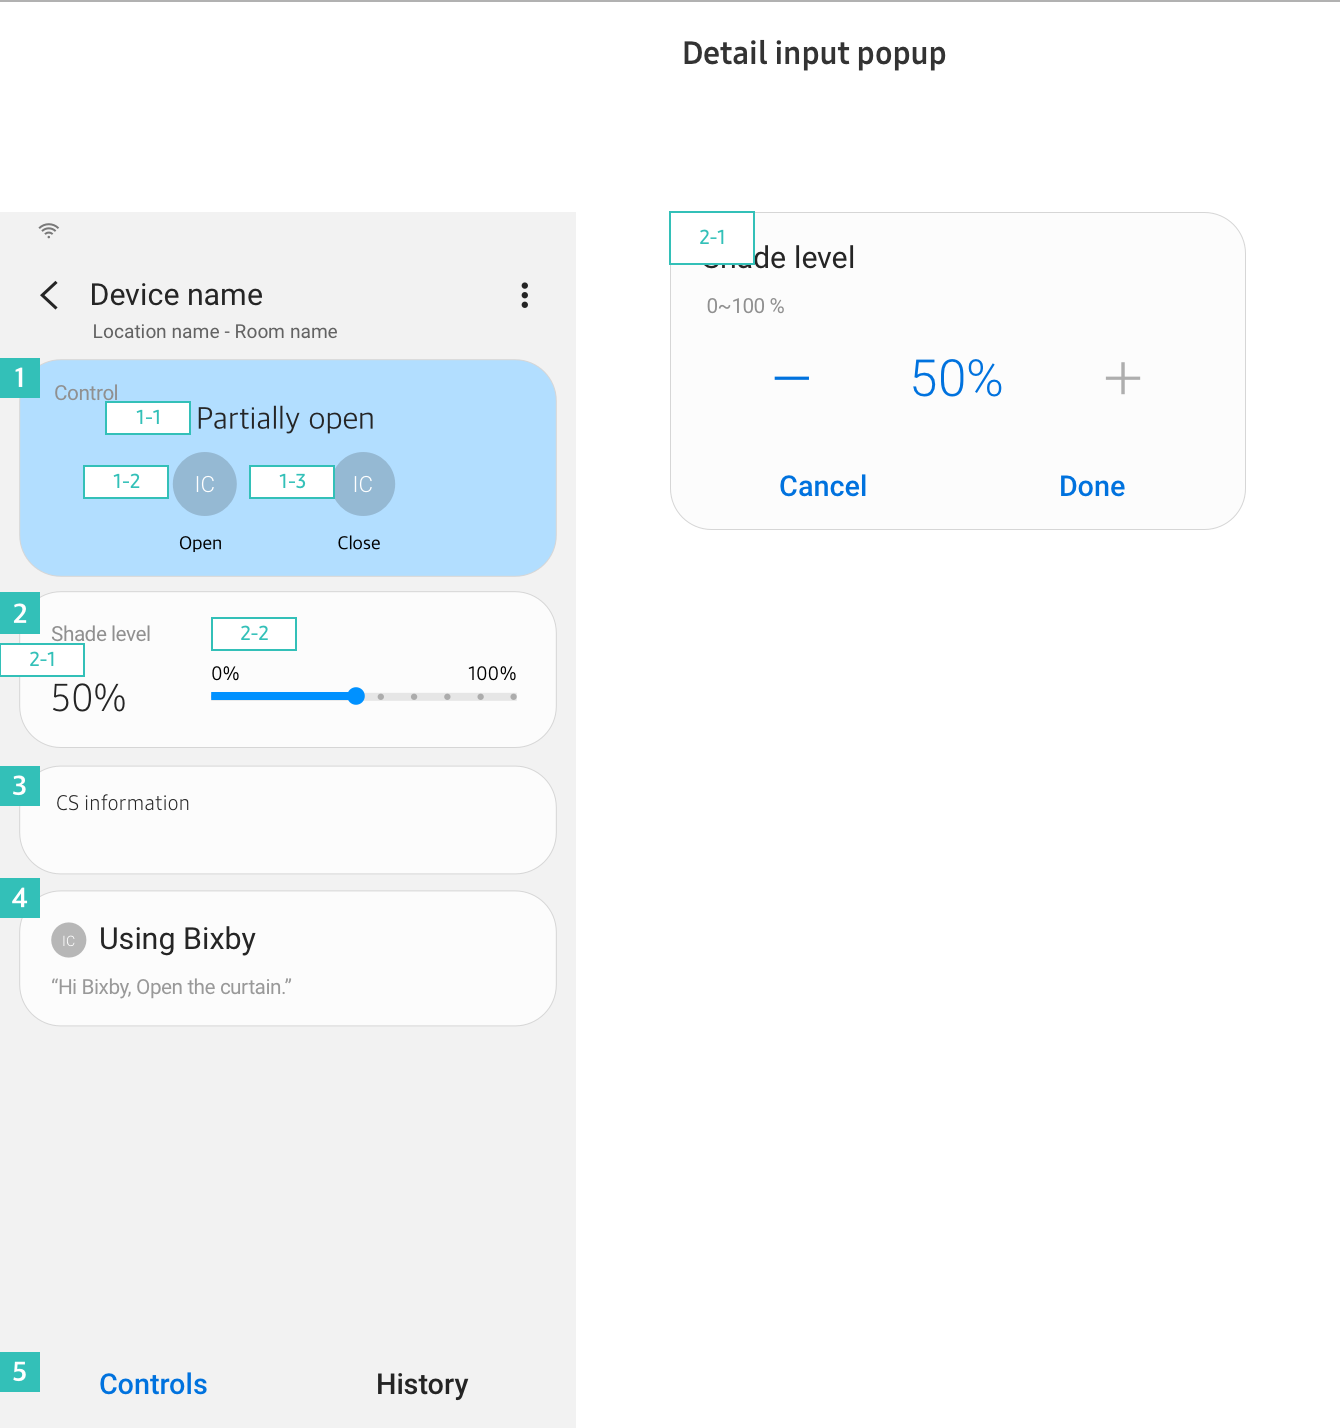 Detail input popup
Device name
Location name - Room name
1
Control
1-1
Partially open
1-2
IC
1-3
IC
Open
Close
2
Shade level
2-2
2-1
0%
100%
50%
3
CS information
4
IC
Using Bixby
“Hi Bixby, Open the curtain.”
5
Controls
History
2-1
Shade level
0~100 %
50%
Cancel
Done